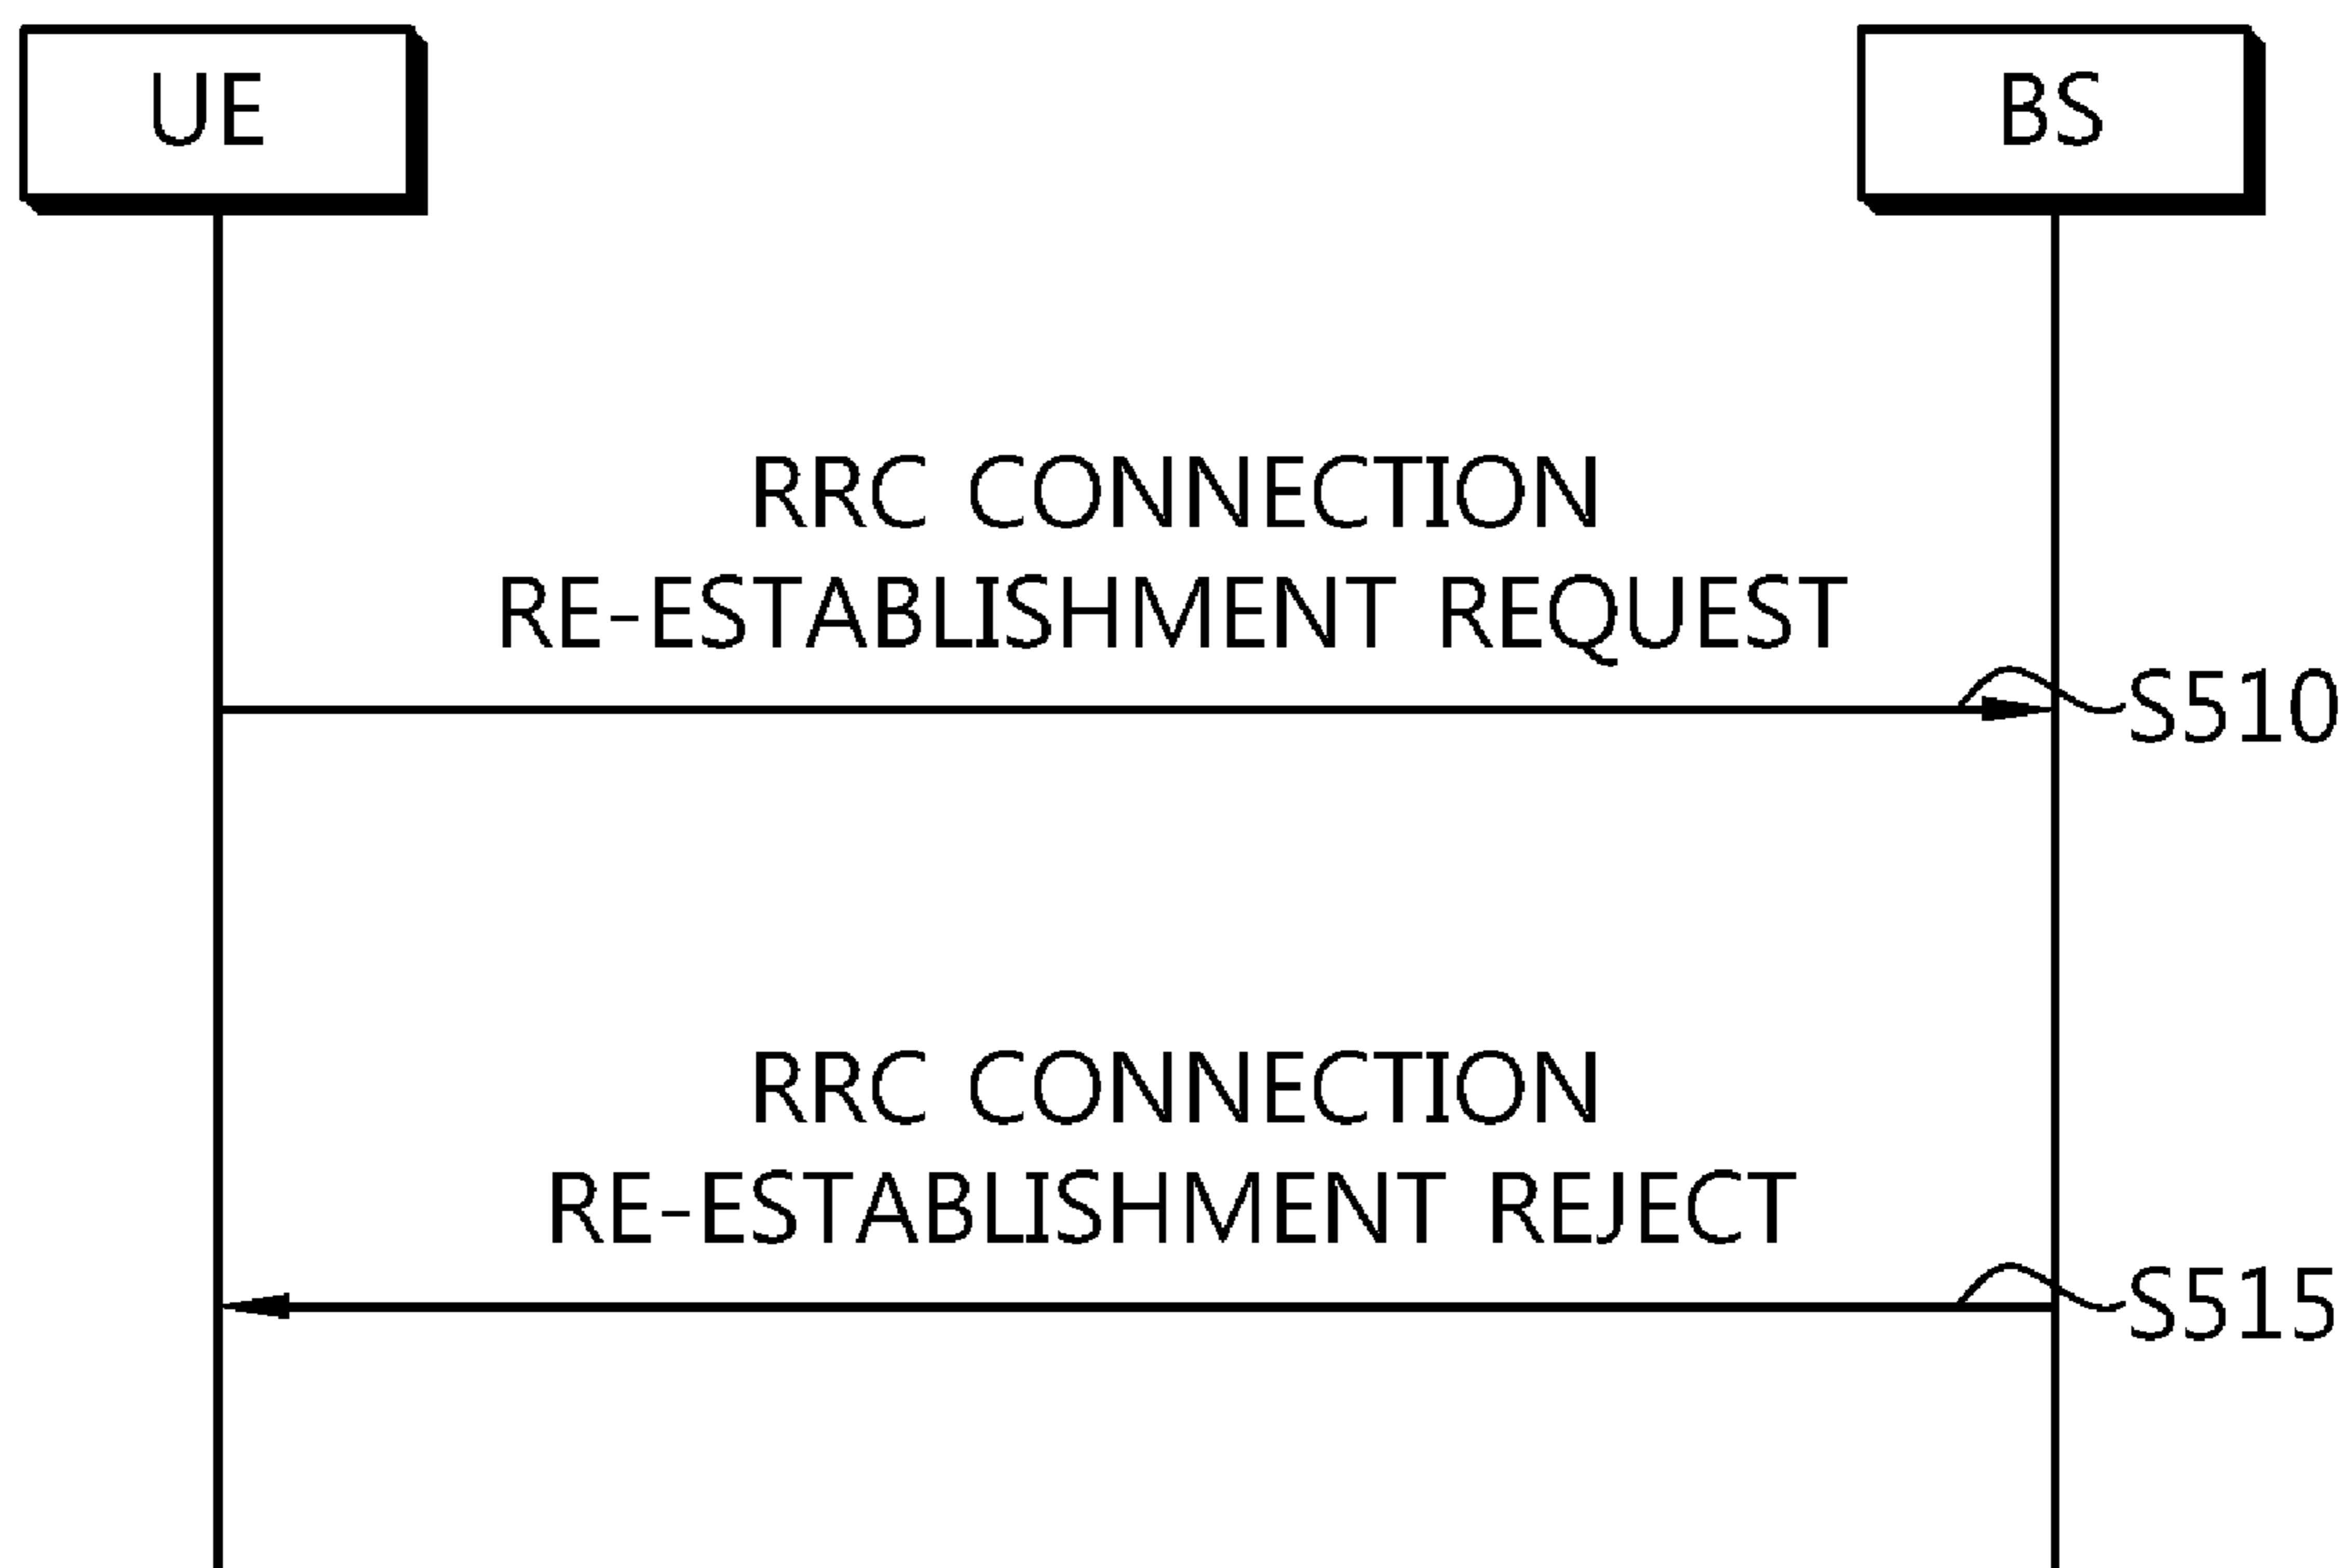 UE
BS
RRC CONNECTION
RE-ESTABLISHMENT REQUEST
S510
RRC CONNECTION
RE-ESTABLISHMENT REJECT
S515